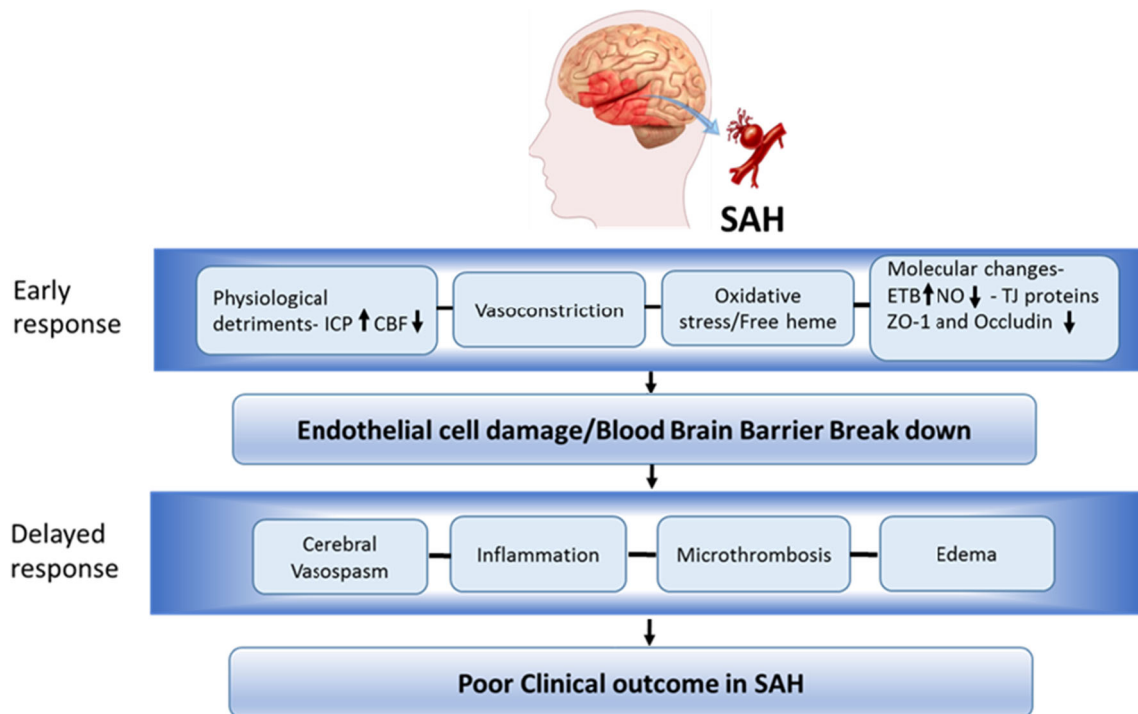 SAH
Early
response
Physiological
detriments- ICP ⬆ CBF ⬇
Vasoconstriction
Oxidative
stress/Free heme
Molecular changes-
ETB⬆NO⬇ - TJ proteins
ZO-1 and Occludin ⬇
Endothelial cell damage/Blood Brain Barrier Break down
Delayed
response
Cerebral
Vasospasm
Inflammation
Microthrombosis
Edema
Poor Clinical outcome in SAH